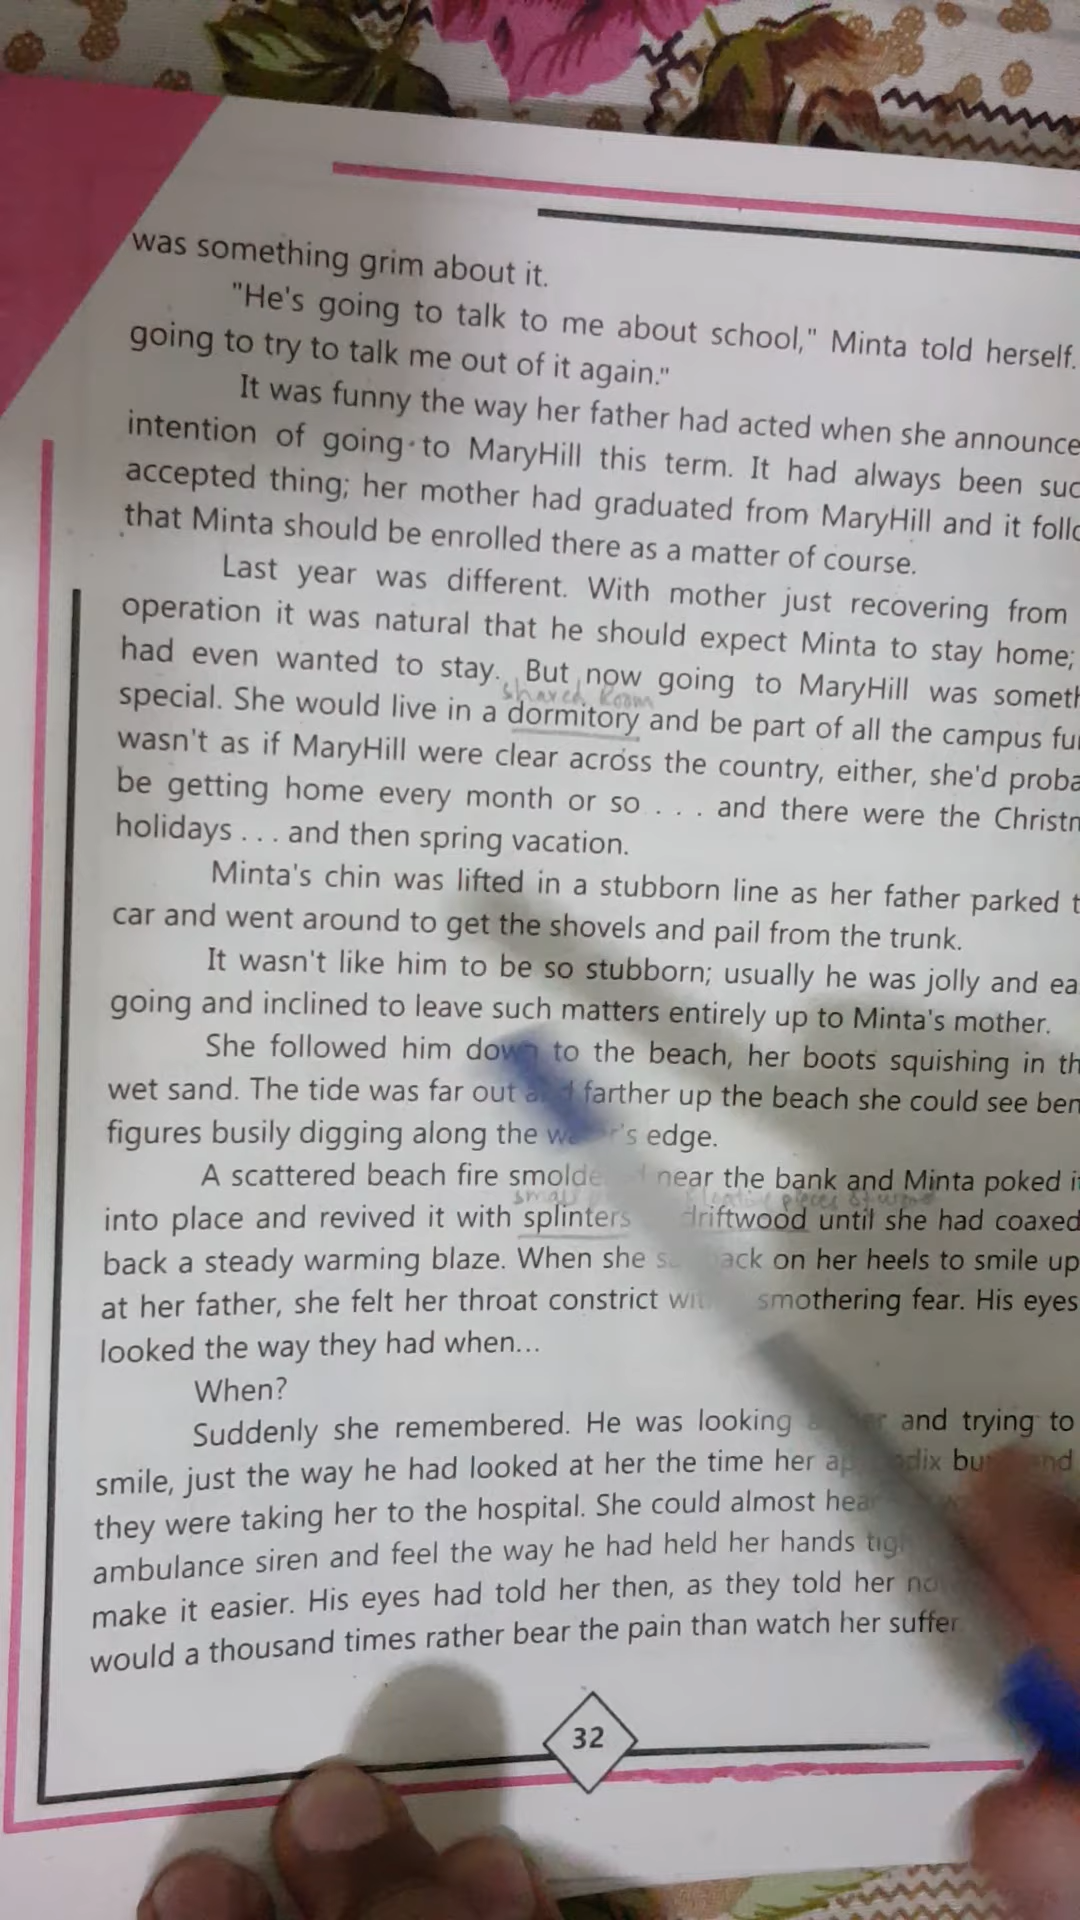 was something grim about it.
"He's going to talk to me about school," Minta told herself.
going to try to talk me out of it again."
It was funny the way her father had acted when she announce
intention of going to MaryHill this term. It had always been suc
accepted thing; her mother had graduated from MaryHill and it follo
that Minta should be enrolled there as a matter of course.
Last year was different. With mother just recovering from
operation it was natural that he should expect Minta to stay home;
had even wanted to stay. But now going to MaryHill was someth
shared Room
special. She would live in a dormitory and be part of all the campus fu
wasn't as if MaryHill were clear across the country, either, she'd proba
be getting home every month or so . . . and there were the Christm
holidays . . . and then spring vacation.
Minta's chin was lifted in a stubborn line as her father parked t
car and went around to get the shovels and pail from the trunk.
It wasn't like him to be so stubborn; usually he was jolly and ea
going and inclined to leave such matters entirely up to Minta's mother.
She followed him down to the beach, her boots squishing in th
wet sand. The tide was far out farther up the beach she could see ben
figures busily digging along the edge.
A scattered beach fire near the bank and Minta poked it
small pieces of wood
into place and revived it with splinters driftwood until she had coaxed
back a steady warming blaze. When she back on her heels to smile up
at her father, she felt her throat constrict smothering fear. His eyes
looked the way they had when...
When?
Suddenly she remembered. He was looking and trying to
smile, just the way he had looked at her the time her
they were taking her to the hospital. She could almost hear
ambulance siren and feel the way he had held her hands
make it easier. His eyes had told her then, as they told her
would a thousand times rather bear the pain than watch her suffer
32